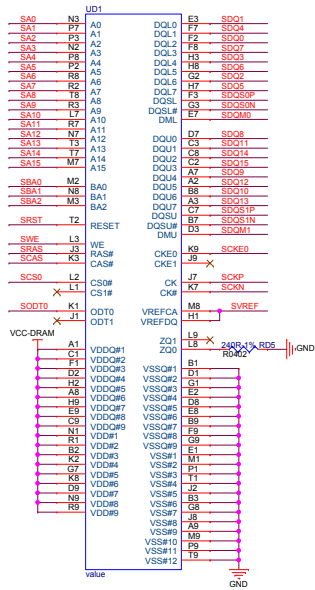 UD1
SA0 N3 A0 DQL0 E3 SDQ1
SA1 P7 A1 DQL1 F7 SDQ4
SA2 P3 A2 DQL2 F2 SDQ0
SA3 N2 A3 DQL3 F8 SDQ7
SA4 P8 A4 DQL4 H3 SDQ3
SA5 P2 A5 DQL5 H8 SDQ6
SA6 R8 A6 DQL6 G2 SDQ2
SA7 R2 A7 DQL7 H7 SDQ5
SA8 T8 A8 DQSL F3 SDQS0P
SA9 R3 A9 DQSL# G3 SDQS0N
SA10 L7 A10 DML E7 SDQM0
SA11 R7 A11
SA12 N7 A12 DQU0 D7 SDQ8
SA13 T3 A13 DQU1 C3 SDQ11
SA14 T7 A14 DQU2 C8 SDQ14
SA15 M7 A15 DQU3 C2 SDQ15
DQU4 A7 SDQ9
SBA0 M2 BA0 DQU5 A2 SDQ12
SBA1 N8 BA1 DQU6 B8 SDQ10
SBA2 M3 BA2 DQU7 A3 SDQ13
DQSU C7 SDQS1P
SRST T2 RESET DQSU# B7 SDQS1N
DMU D3 SDQM1
SWE L3 WE
SRAS J3 RAS# CKE0 K9 SCKE0
SCAS K3 CAS# CKE1 J9
SCS0 L2 CS0# CK J7 SCKP
L1 CS1# CK# K7 SCKN
SODT0 K1 ODT0 VREFCA M8 SVREF
J1 ODT1 VREFDQ H1
VCC-DRAM ZQ1 L9
ZQ0 L8 240R-1% RD5 GND
R0402
A1 VDDQ#1
C1 VDDQ#2 VSSQ#1 B1
F1 VDDQ#3 VSSQ#2 D1
D2 VDDQ#4 VSSQ#3 G1
H2 VDDQ#5 VSSQ#4 E2
A8 VDDQ#6 VSSQ#5 D8
H9 VDDQ#7 VSSQ#6 E8
E9 VDDQ#8 VSSQ#7 B9
C9 VDDQ#9 VSSQ#8 F9
N1 VDD#1 VSSQ#9 G9
R1 VDD#2 VSS#1 E1
B2 VDD#3 VSS#2 M1
K2 VDD#4 VSS#3 P1
G7 VDD#5 VSS#4 T1
K8 VDD#6 VSS#5 J2
D9 VDD#7 VSS#6 B3
N9 VDD#8 VSS#7 G8
R9 VDD#9 VSS#8 J8
VSS#9 A9
VSS#10 M9
VSS#11 P9
VSS#12 T9
value
GND